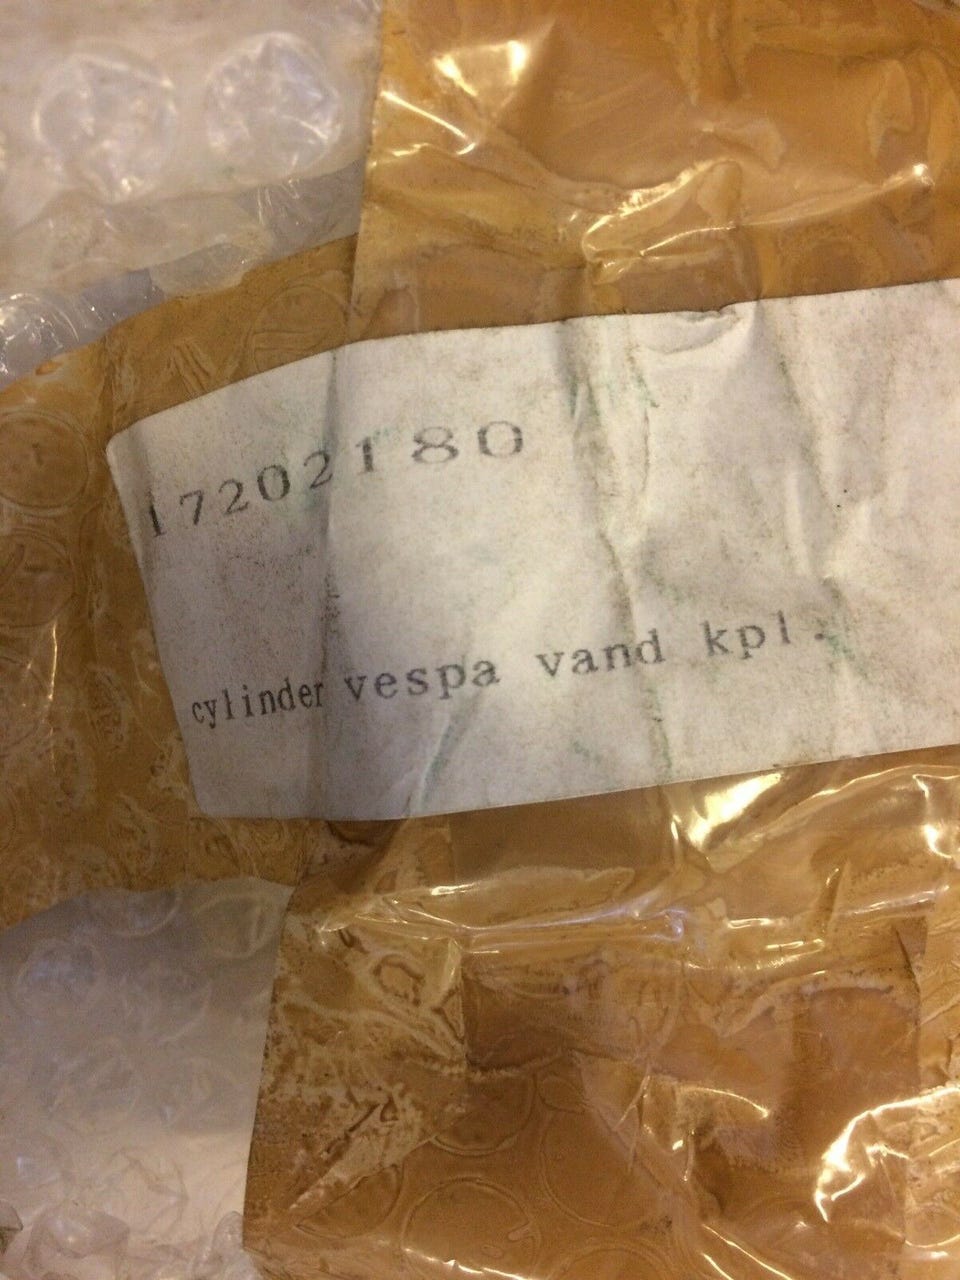 17202180
cylinder vespa vand kpl.